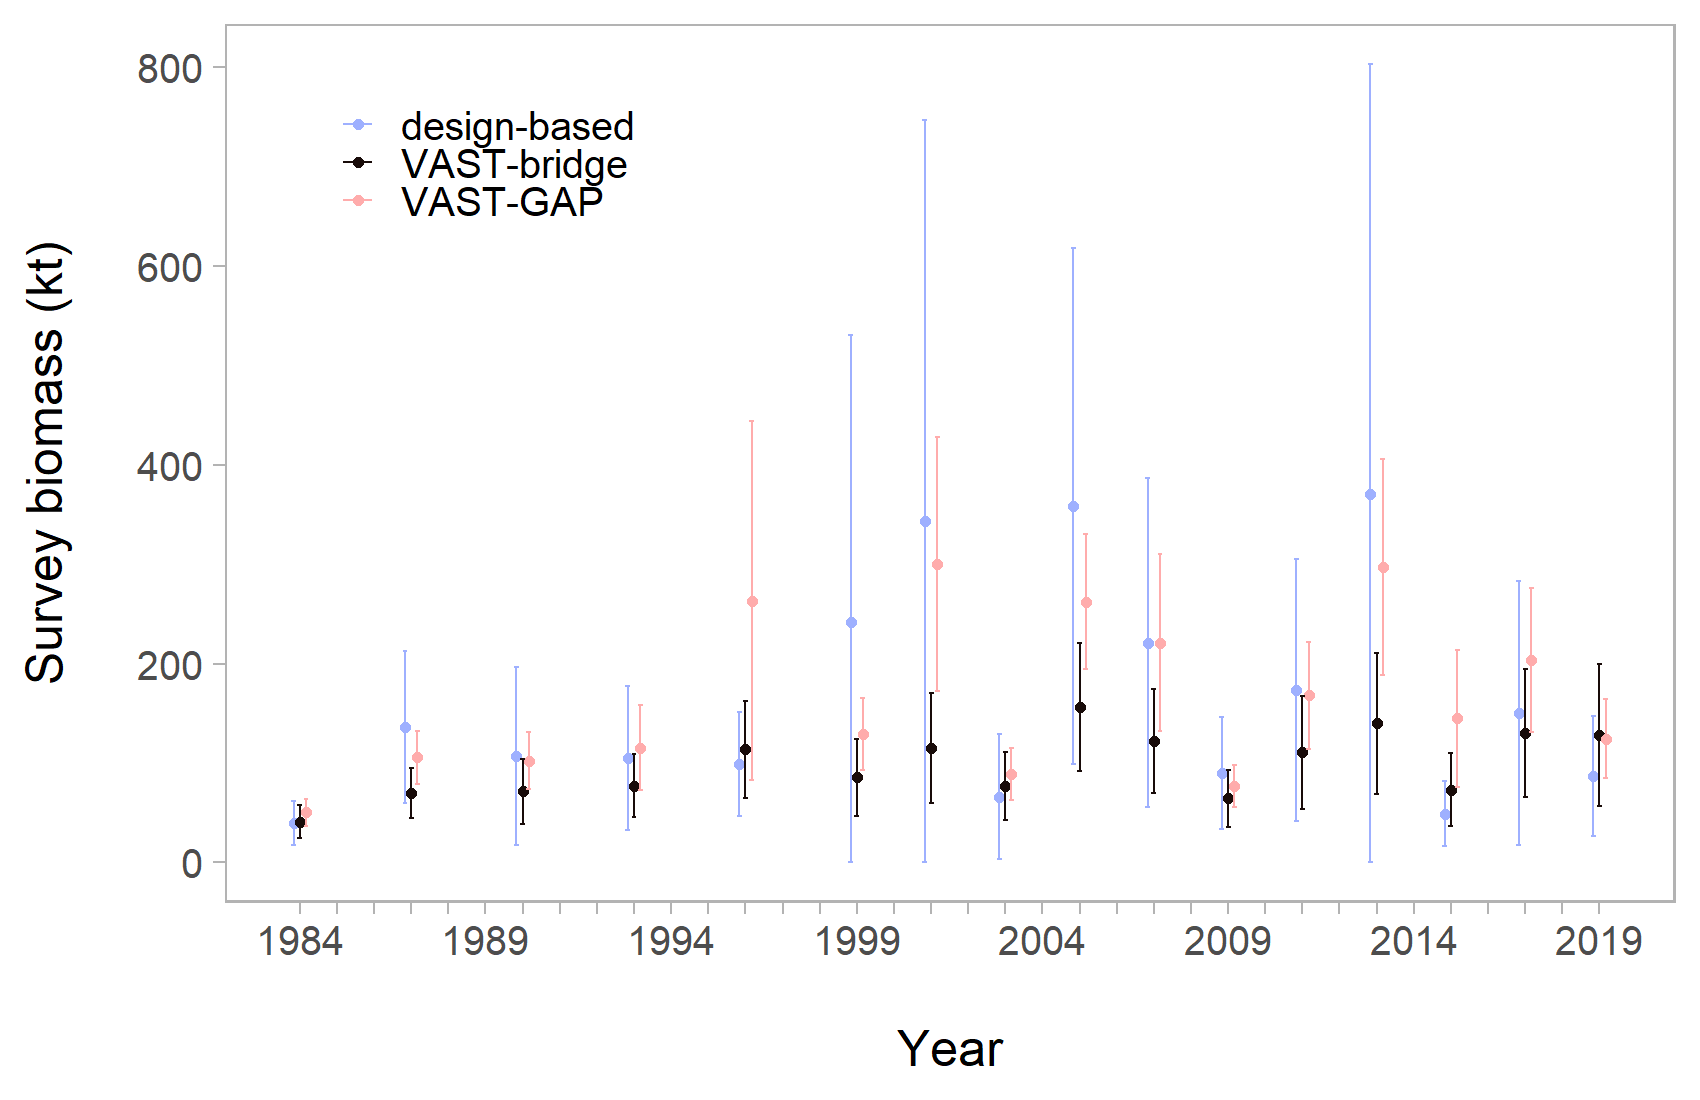 800
600
400
200
0
Survey biomass (kt)
design-based
VAST-bridge
VAST-GAP
1984 1989 1994 1999 2004 2009 2014 2019
Year